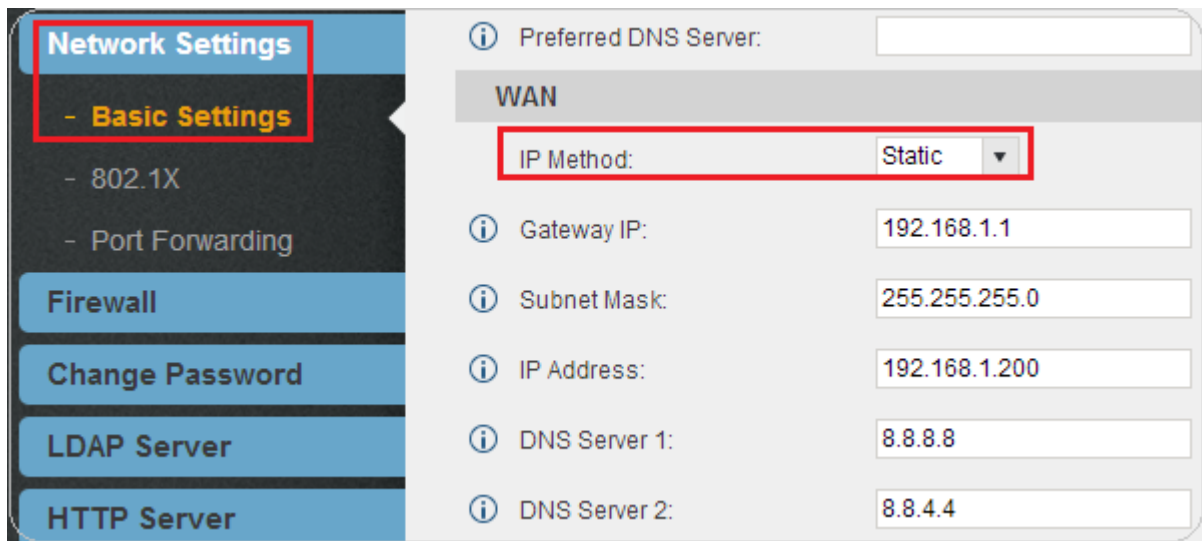 Network Settings
- Basic Settings
- 802.1X
- Port Forwarding
Firewall
Change Password
LDAP Server
HTTP Server
Preferred DNS Server:
WAN
IP Method: Static
Gateway IP: 192.168.1.1
Subnet Mask: 255.255.255.0
IP Address: 192.168.1.200
DNS Server 1: 8.8.8.8
DNS Server 2: 8.8.4.4